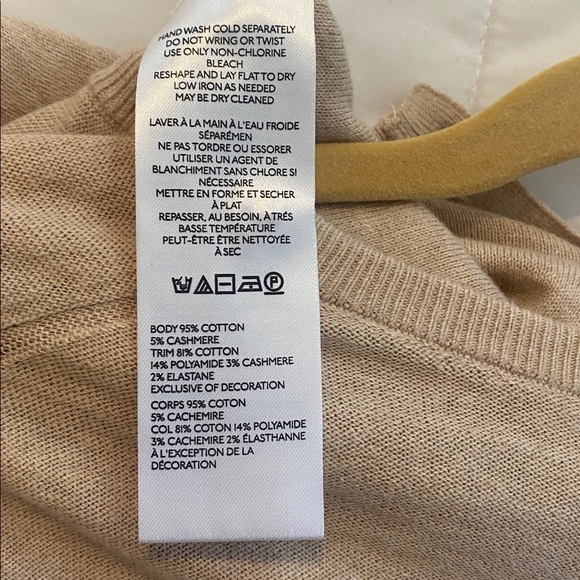 HAND WASH COLD SEPARATELY
DO NOT WRING OR TWIST
USE ONLY NON-CHLORINE
BLEACH
RESHAPE AND LAY FLAT TO DRY
LOW IRON AS NEEDED
MAY BE DRY CLEANED
LAVER À LA MAIN À L'EAU FROIDE
SÉPARÉMEN
NE PAS TORDRE OU ESSORER
UTILISER UN AGENT DE
BLANCHIMENT SANS CHLORE SI
NÉCESSAIRE
METTRE EN FORME ET SECHER
À PLAT
REPASSER, AU BESOIN, À TRÉS
BASSE TEMPÉRATURE
PEUT-ÊTRE ÊTRE NETTOYÉE
À SEC
P
BODY 95% COTTON
5% CASHMERE
TRIM 81% COTTON
14% POLYAMIDE 3% CASHMERE
2% ELASTANE
EXCLUSIVE OF DECORATION
CORPS 95% COTON
5% CACHEMIRE
COL 81% COTON 14% POLYAMIDE
3% CACHEMIRE 2% ÉLASTHANNE
À L'EXCEPTION DE LA
DÉCORATION